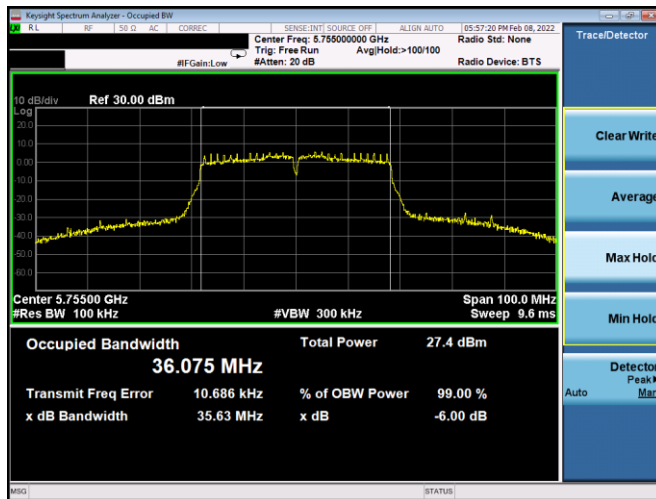 Keysight Spectrum Analyzer - Occupied BW
RL RF 50 Ω AC CORREC SENSE:INT SOURCE OFF ALIGN AUTO 05:57:20 PM Feb 08, 2022
Center Freq: 5.755000000 GHz Radio Std: None
Trig: Free Run Avg|Hold:>100/100
#IFGain:Low #Atten: 20 dB Radio Device: BTS
Trace/Detector
10 dB/div Ref 30.00 dBm
Log
20.0
10.0
0.00
-10.0
-20.0
-30.0
-40.0
-50.0
-60.0
Center 5.75500 GHz Span 100.0 MHz
#Res BW 100 kHz #VBW 300 kHz Sweep 9.6 ms
Occupied Bandwidth Total Power 27.4 dBm
36.075 MHz
Transmit Freq Error 10.686 kHz % of OBW Power 99.00 %
x dB Bandwidth 35.63 MHz x dB -6.00 dB
Clear Write
Average
Max Hold
Min Hold
Detector
Peak
Auto Man
MSG STATUS